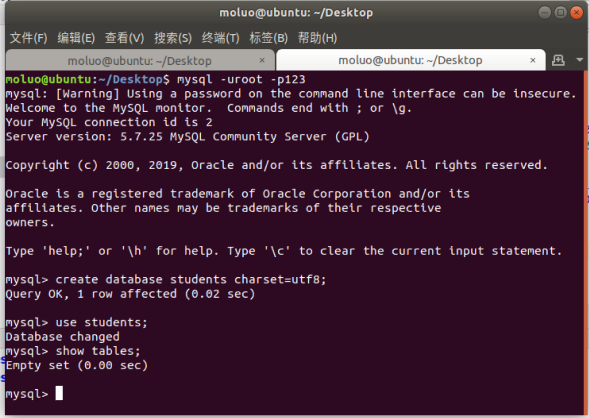 moluo@ubuntu: ~/Desktop
文件(F) 编辑(E) 查看(V) 搜索(S) 终端(T) 标签(B) 帮助(H)
moluo@ubuntu: ~/Desktop × moluo@ubuntu: ~/Desktop ×
moluo@ubuntu:~/Desktop$ mysql -uroot -p123
mysql: [Warning] Using a password on the command line interface can be insecure.
Welcome to the MySQL monitor.  Commands end with ; or \g.
Your MySQL connection id is 2
Server version: 5.7.25 MySQL Community Server (GPL)
Copyright (c) 2000, 2019, Oracle and/or its affiliates. All rights reserved.
Oracle is a registered trademark of Oracle Corporation and/or its
affiliates. Other names may be trademarks of their respective
owners.
Type 'help;' or '\h' for help. Type '\c' to clear the current input statement.
mysql> create database students charset=utf8;
Query OK, 1 row affected (0.02 sec)
mysql> use students;
Database changed
mysql> show tables;
Empty set (0.00 sec)
mysql>